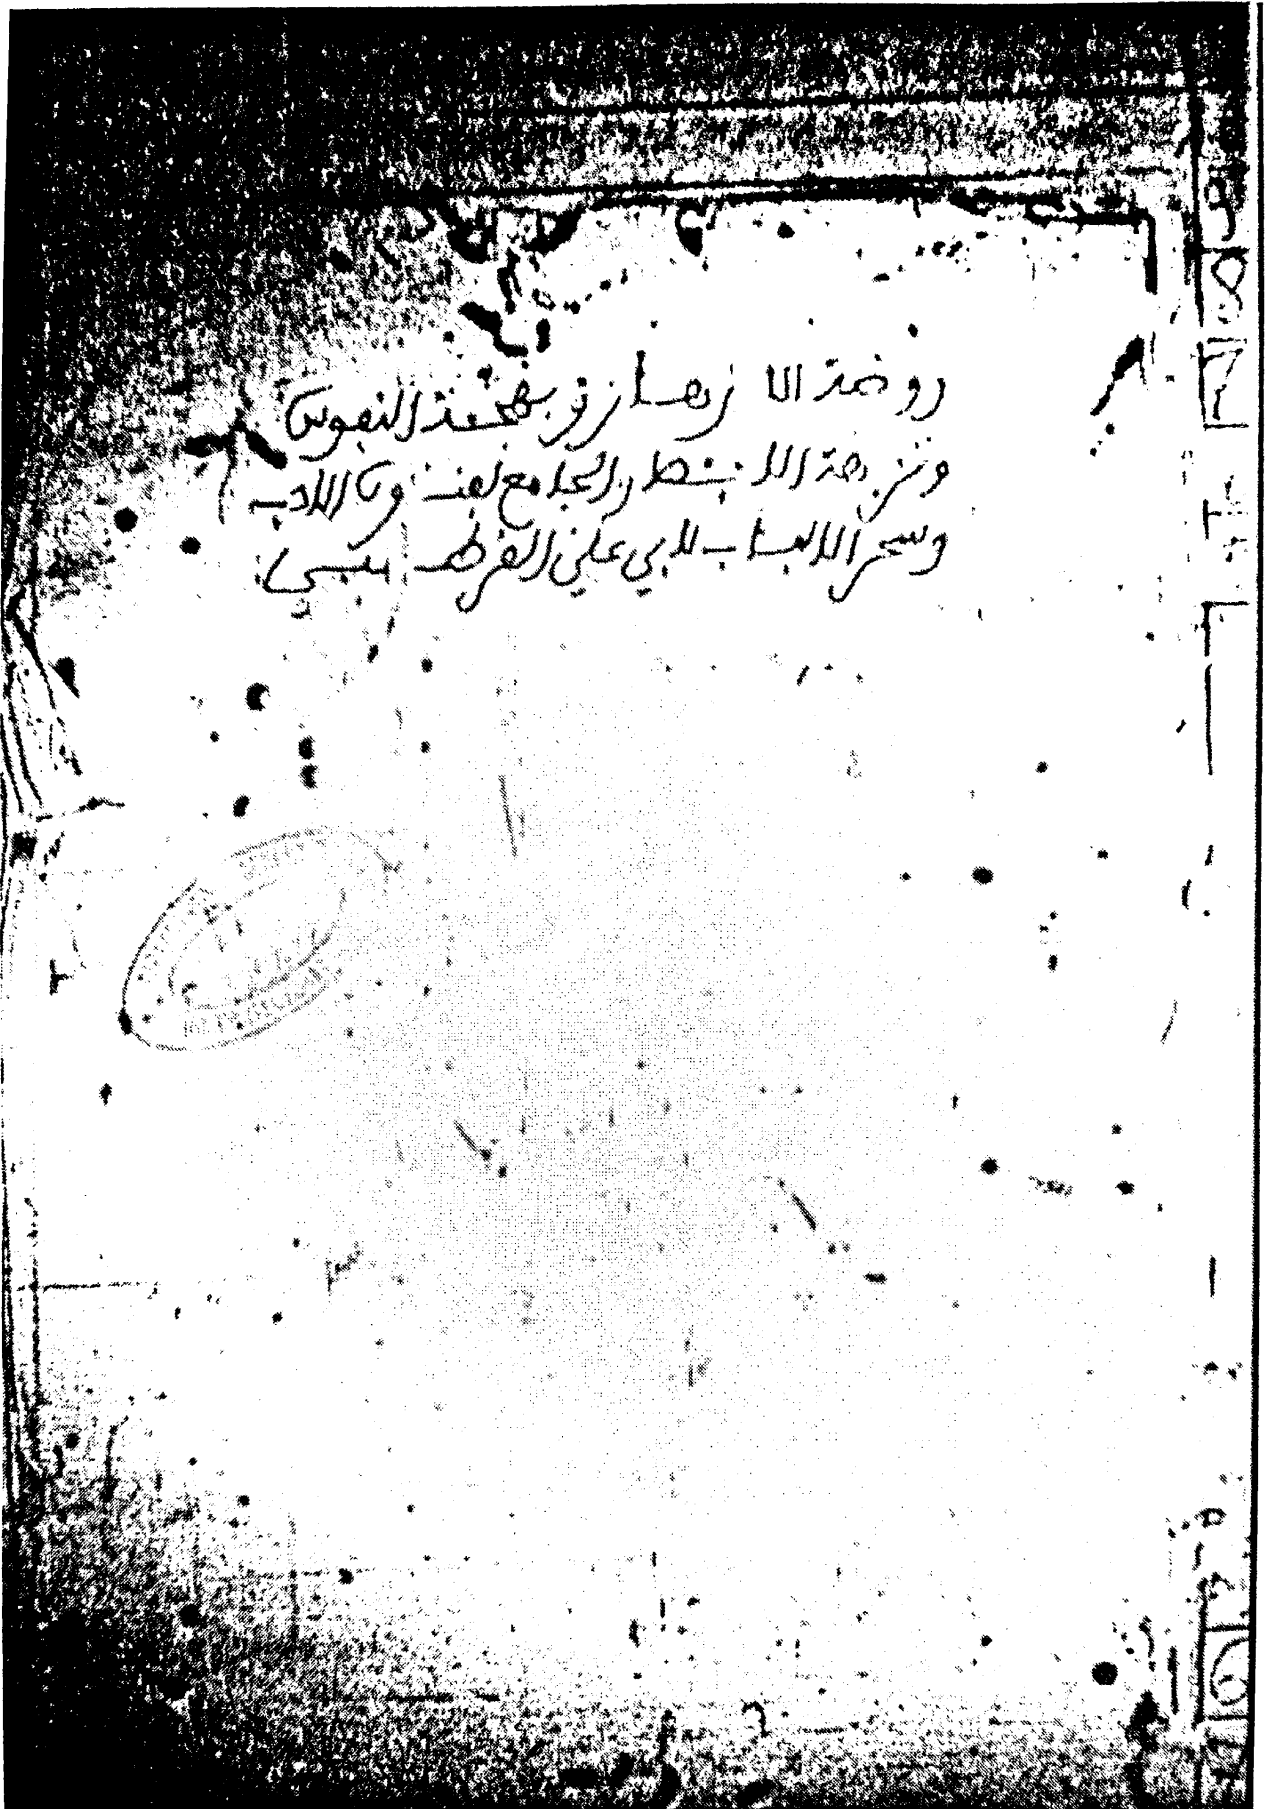 روضة الازهار وبهجة النفوس
ونزهة الابصار الجامع لفنون الادب
وسحر الالباب لابي علي القرطبي